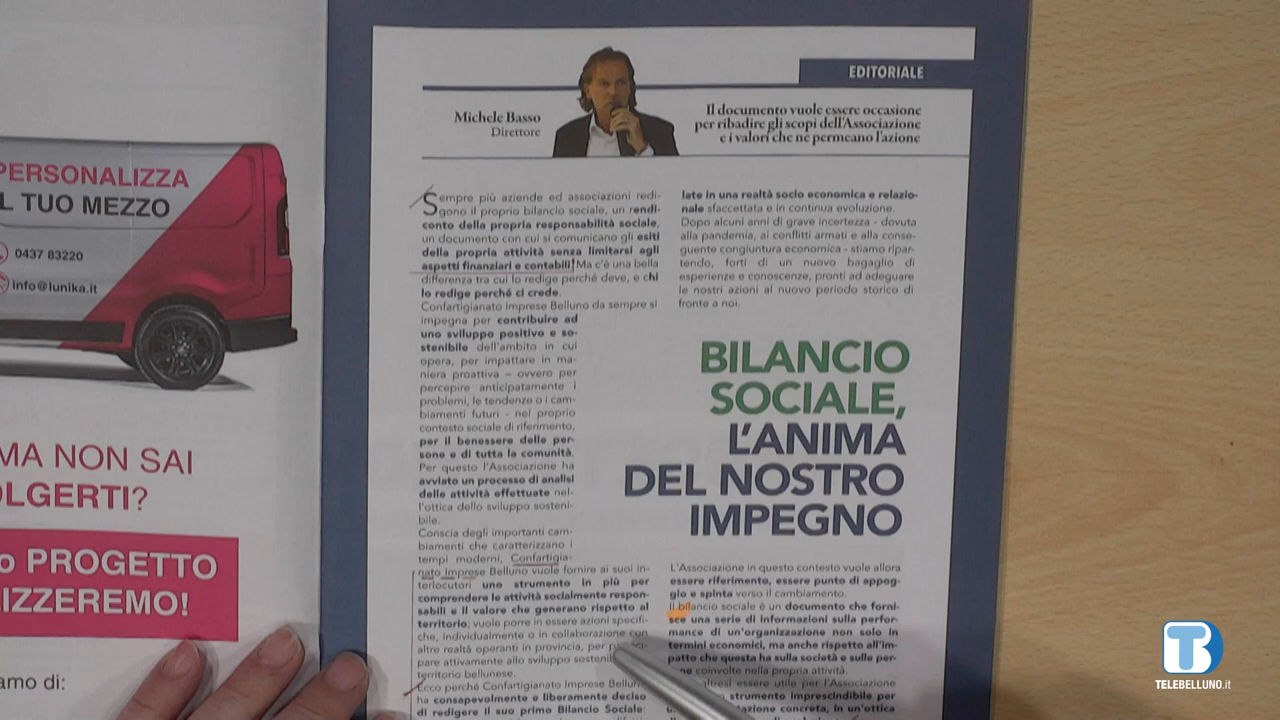 PERSONALIZZA
L TUO MEZZO
0437 83220
info@lunika.it
MA NON SAI
OLGERTI?
o PROGETTO
IZZEREMO!
amo di:
EDITORIALE
Michele Basso
Direttore
Il documento vuole essere occasione
per ribadire gli scopi dell'Associazione
e i valori che ne permeano l'azione
Sempre più aziende ed associazioni redi-
gono il proprio bilancio sociale, un rendi-
conto della propria responsabilità sociale,
un documento con cui si comunicano gli esiti
della propria attività senza limitarsi agli
aspetti finanziari e contabili! Ma c'è una bella
differenza tra cui lo redige perché deve, e chi
lo redige perché ci crede.
Confartigianato Imprese Belluno da sempre si
impegna per contribuire ad
uno sviluppo positivo e so-
stenibile dell'ambito in cui
opera, per impattare in ma-
niera proattiva – ovvero per
percepire anticipatamente i
problemi, le tendenze o i cam-
biamenti futuri - nel proprio
contesto sociale di riferimento,
per il benessere delle per-
sone e di tutta la comunità.
Per questo l'Associazione ha
avviato un processo di analisi
delle attività effettuate nel-
l'ottica dello sviluppo sosteni-
bile.
Conscia degli importanti cam-
biamenti che caratterizzano i
tempi moderni, Confartigia-
nato Imprese Belluno vuole fornire ai suoi in-
terlocutori uno strumento in più per
comprendere le attività socialmente respon-
sabili e il valore che generano rispetto al
territorio; vuole porre in essere azioni specifi-
che, individualmente o in collaborazione con
altre realtà operanti in provincia, per
pare attivamente allo sviluppo
territorio bellunese.
Ecco perché Confartigianato Imprese
ha consapevolmente e liberamente deciso
di redigere il suo primo Bilancio Sociale:
late in una realtà socio economica e relazio-
nale sfaccettata e in continua evoluzione.
Dopo alcuni anni di grave incertezza - dovuta
alla pandemia, ai conflitti armati e alla conse-
guente congiuntura economica - stiamo ripar-
tendo, forti di un nuovo bagaglio di
esperienze e conoscenze, pronti ad adeguare
le nostri azioni al nuovo periodo storico di
fronte a noi.
BILANCIO
SOCIALE,
L'ANIMA
DEL NOSTRO
IMPEGNO
L'Associazione in questo contesto vuole allora
essere riferimento, essere punto di appog-
gio e spinta verso il cambiamento.
Il bilancio sociale è un documento che forni-
sce una serie di informazioni sulla perfor-
mance di un'organizzazione non solo in
termini economici, ma anche rispetto all'im-
patto che questa ha sulla società e sulle per-
sone coinvolte nella propria attività.
essere utile per l'Associazione
strumento imprescindibile per
concreta, in un'ottica
TELEBELLUNO.it